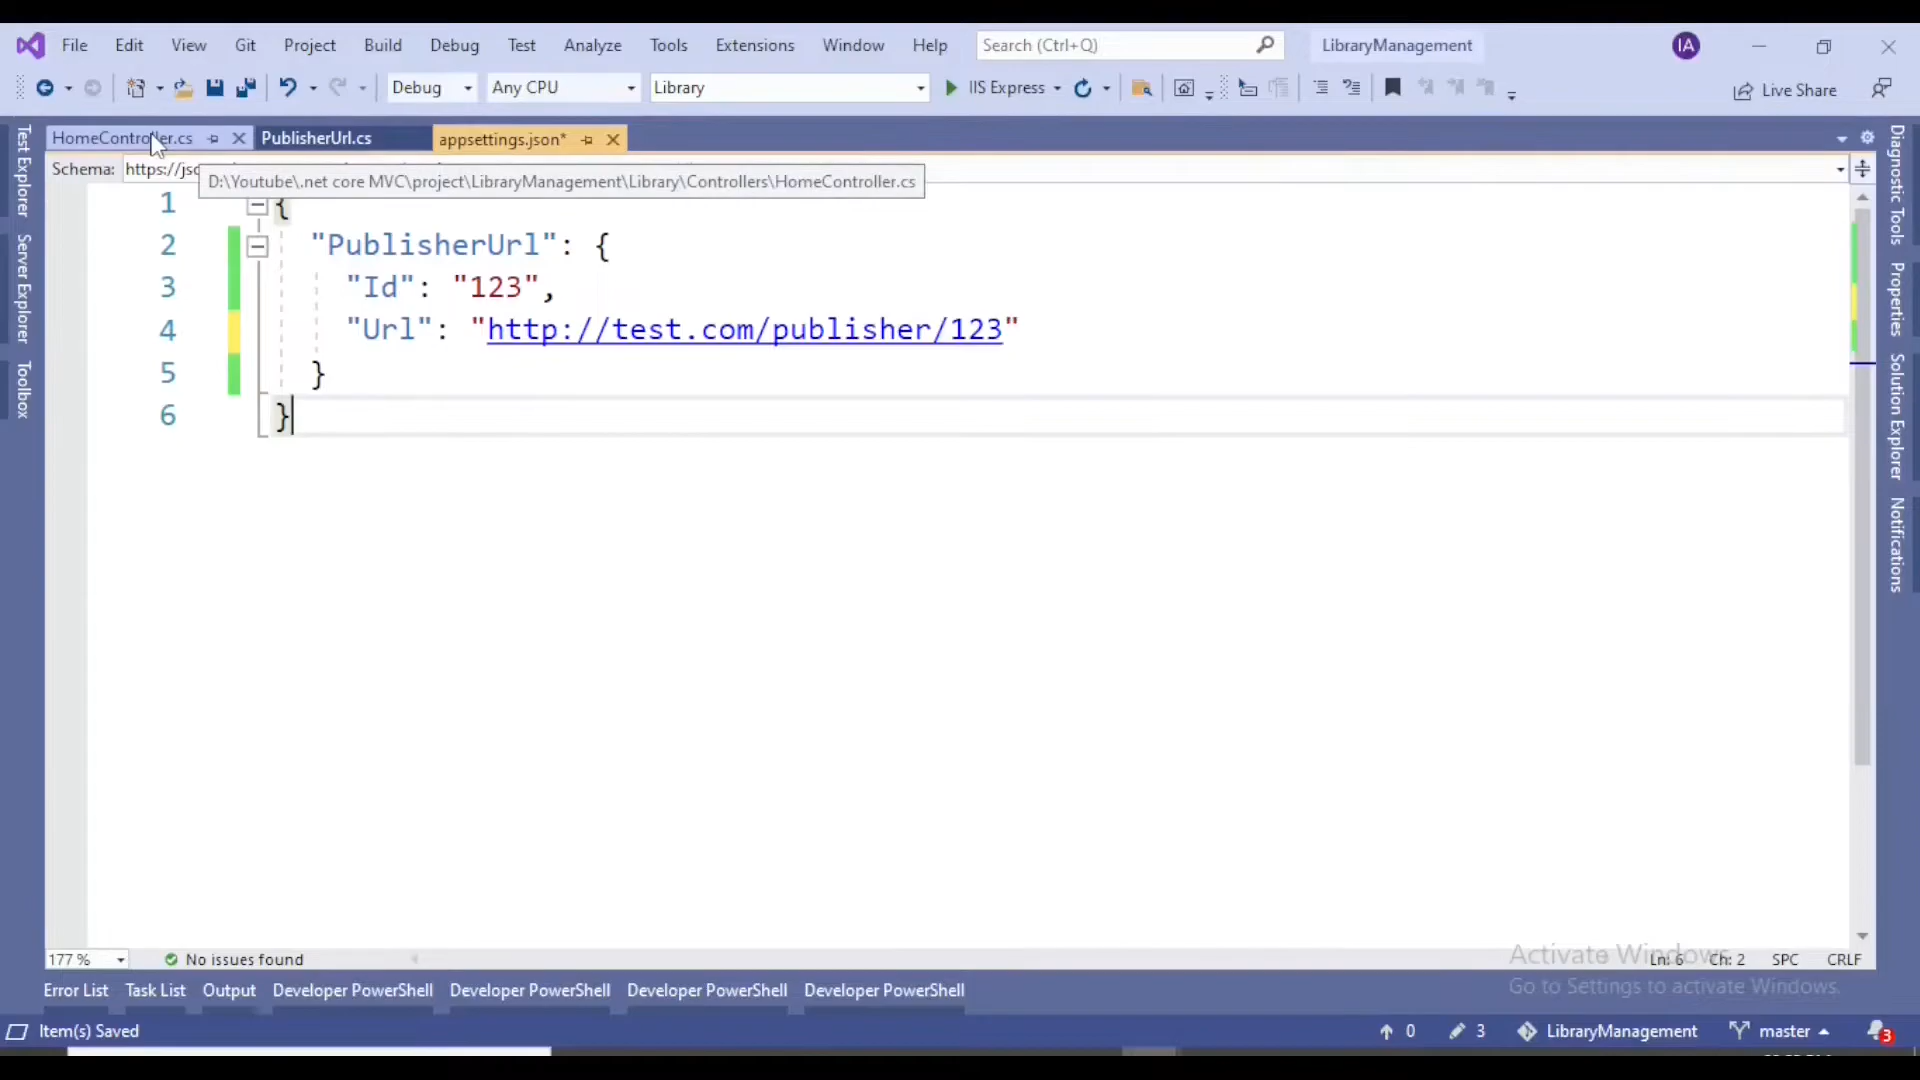 File Edit View Git Project Build Debug Test Analyze Tools Extensions Window Help Search (Ctrl+Q) LibraryManagement IA
Debug Any CPU Library IIS Express Live Share
HomeController.cs PublisherUrl.cs appsettings.json*
Schema: https://jso
D:\Youtube\.net core MVC\project\LibraryManagement\Library\Controllers\HomeController.cs
1 {
2 "PublisherUrl": {
3 "Id": "123",
4 "Url": "http://test.com/publisher/123"
5 }
6 }
Test Explorer
Server Explorer
Toolbox
Diagnostic Tools
Properties
Solution Explorer
Notifications
177 % No issues found Ln: 6 Ch: 2 SPC CRLF
Activate Windows
Go to Settings to activate Windows.
Error List Task List Output Developer PowerShell Developer PowerShell Developer PowerShell Developer PowerShell
Item(s) Saved 0 3 LibraryManagement master 3